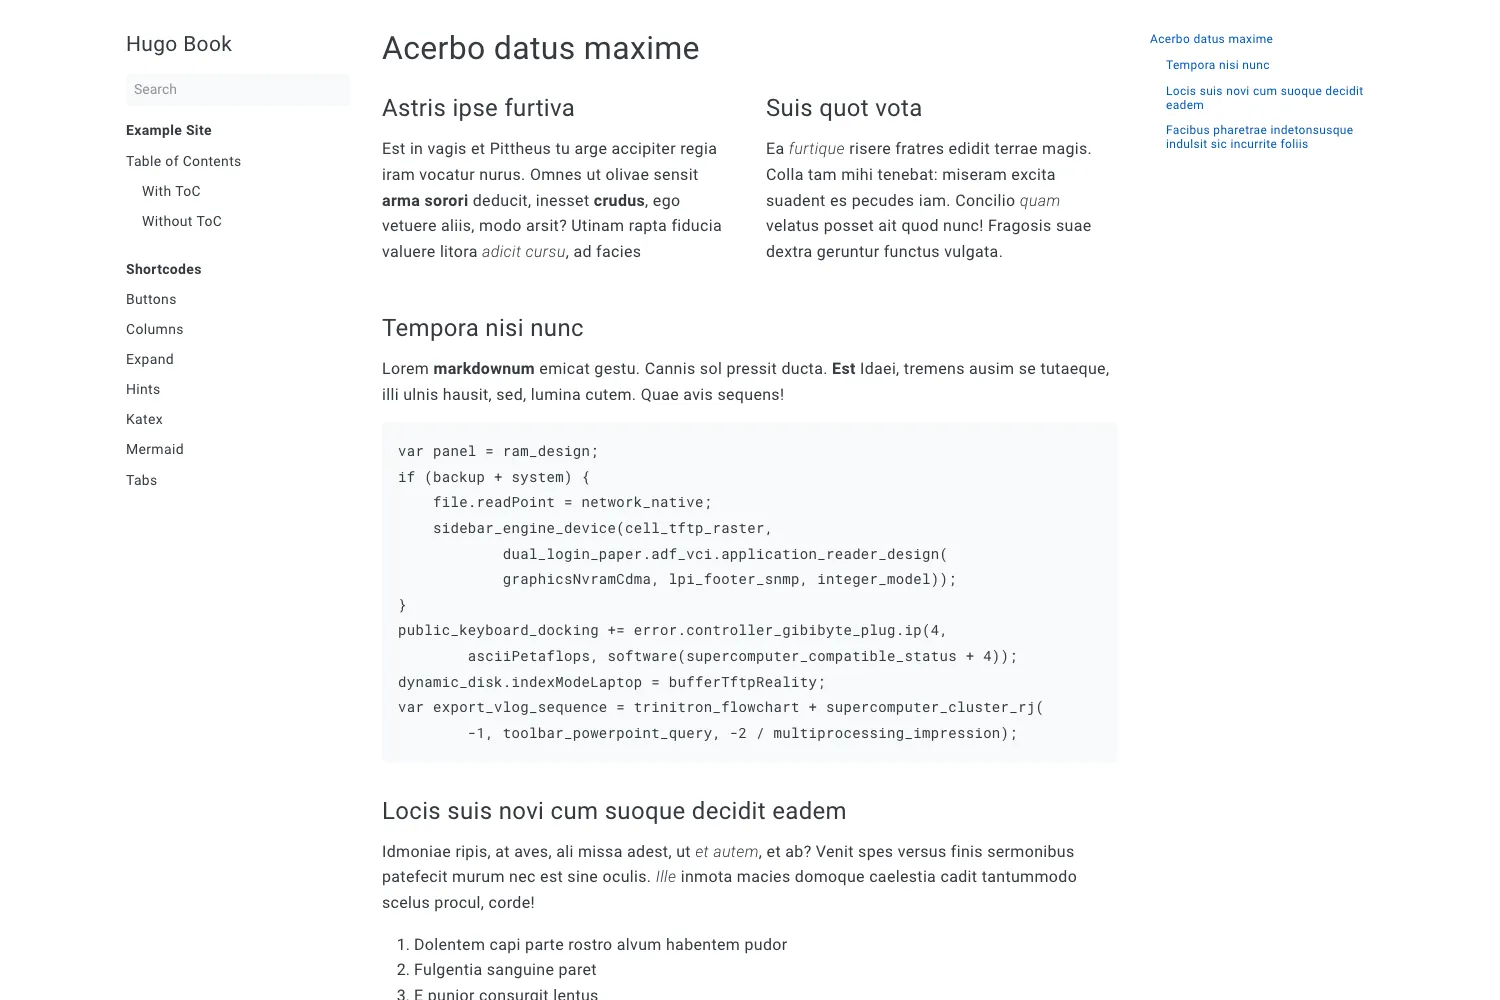 Hugo Book
Search
Example Site
Table of Contents
With ToC
Without ToC
Shortcodes
Buttons
Columns
Expand
Hints
Katex
Mermaid
Tabs
Acerbo datus maxime
Astris ipse furtiva
Est in vagis et Pittheus tu arge accipiter regia
iram vocatur nurus. Omnes ut olivae sensit
arma sorori deducit, inesset crudus, ego
vetuere aliis, modo arsit? Utinam rapta fiducia
valuere litora adicit cursu, ad facies
Suis quot vota
Ea furtique risere fratres edidit terrae magis.
Colla tam mihi tenebat: miseram excita
suadent es pecudes iam. Concilio quam
velatus posset ait quod nunc! Fragosis suae
dextra geruntur functus vulgata.
Tempora nisi nunc
Lorem markdownum emicat gestu. Cannis sol pressit ducta. Est Idaei, tremens ausim se tutaeque,
illi ulnis hausit, sed, lumina cutem. Quae avis sequens!
var panel = ram_design;
if (backup + system) {
    file.readPoint = network_native;
    sidebar_engine_device(cell_tftp_raster,
            dual_login_paper.adf_vci.application_reader_design(
            graphicsNvramCdma, lpi_footer_snmp, integer_model));
}
public_keyboard_docking += error.controller_gibibyte_plug.ip(4,
        asciiPetaflops, software(supercomputer_compatible_status + 4));
dynamic_disk.indexModeLaptop = bufferTftpReality;
var export_vlog_sequence = trinitron_flowchart + supercomputer_cluster_rj(
        -1, toolbar_powerpoint_query, -2 / multiprocessing_impression);
Locis suis novi cum suoque decidit eadem
Idmoniae ripis, at aves, ali missa adest, ut et autem, et ab? Venit spes versus finis sermonibus
patefecit murum nec est sine oculis. Ille inmota macies domoque caelestia cadit tantummodo
scelus procul, corde!
1. Dolentem capi parte rostro alvum habentem pudor
2. Fulgentia sanguine paret
3. E punior consurgit lentus
Acerbo datus maxime
Tempora nisi nunc
Locis suis novi cum suoque decidit
eadem
Facibus pharetrae indetonsusque
indulsit sic incurrite foliis